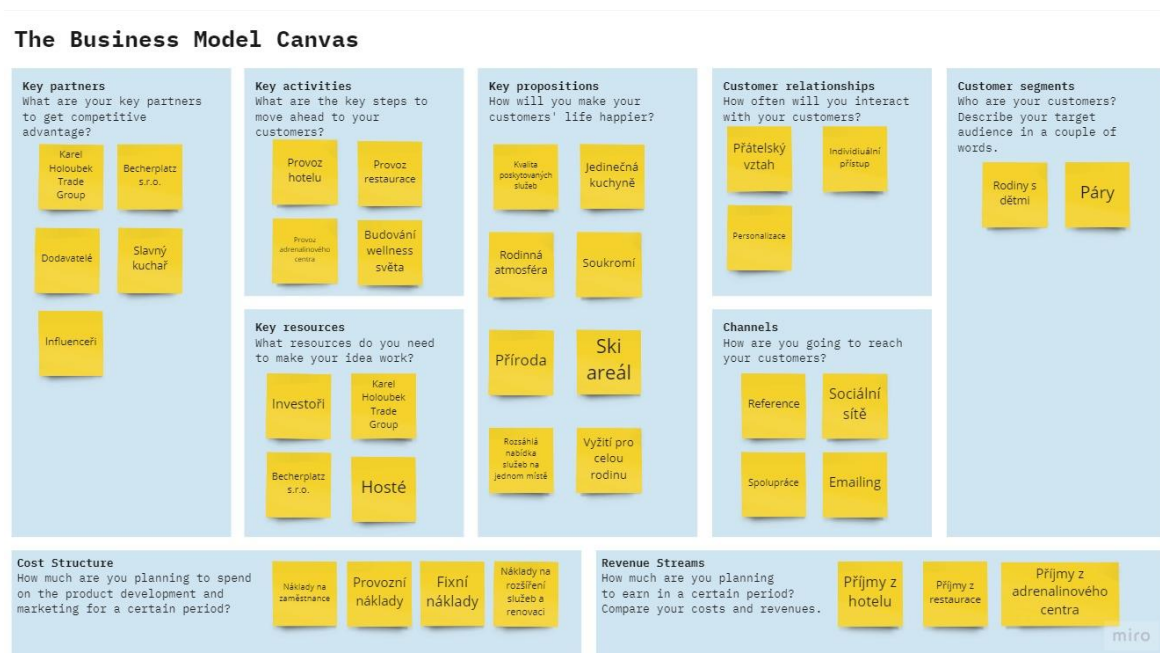 The Business Model Canvas
Key partners
What are your key partners
to get competitive
advantage?
Karel
Holoubek
Trade
Group
Becherplatz
s.r.o.
Dodavatelé
Slavný
kuchař
Influenceři
Key activities
What are the key steps to
move ahead to your
customers?
Provoz
hotelu
Provoz
restaurace
Provoz
adrenalinového
centra
Budování
wellness
světa
Key resources
What resources do you need
to make your idea work?
Investoři
Karel
Holoubek
Trade
Group
Becherplatz
s.r.o.
Hosté
Key propositions
How will you make your
customers' life happier?
Kvalita
poskytovaných
služeb
Jedinečná
kuchyně
Rodinná
atmosféra
Soukromí
Příroda
Ski
areál
Rozsáhlá
nabídka
služeb na
jednom místě
Vyžití pro
celou
rodinu
Customer relationships
How often will you interact
with your customers?
Přátelský
vztah
Individiuální
přístup
Personalizace
Channels
How are you going to reach
your customers?
Reference
Sociální
sítě
Spolupráce
Emailing
Customer segments
Who are your customers?
Describe your target
audience in a couple of
words.
Rodiny s
dětmi
Páry
Cost Structure
How much are you planning to spend
on the product development and
marketing for a certain period?
Náklady na
zaměstnance
Provozní
náklady
Fixní
náklady
Náklady na
rozšíření
služeb a
renovaci
Revenue Streams
How much are you planning
to earn in a certain period?
Compare your costs and revenues.
Příjmy z
hotelu
Příjmy z
restaurace
Příjmy z
adrenalinového
centra
miro